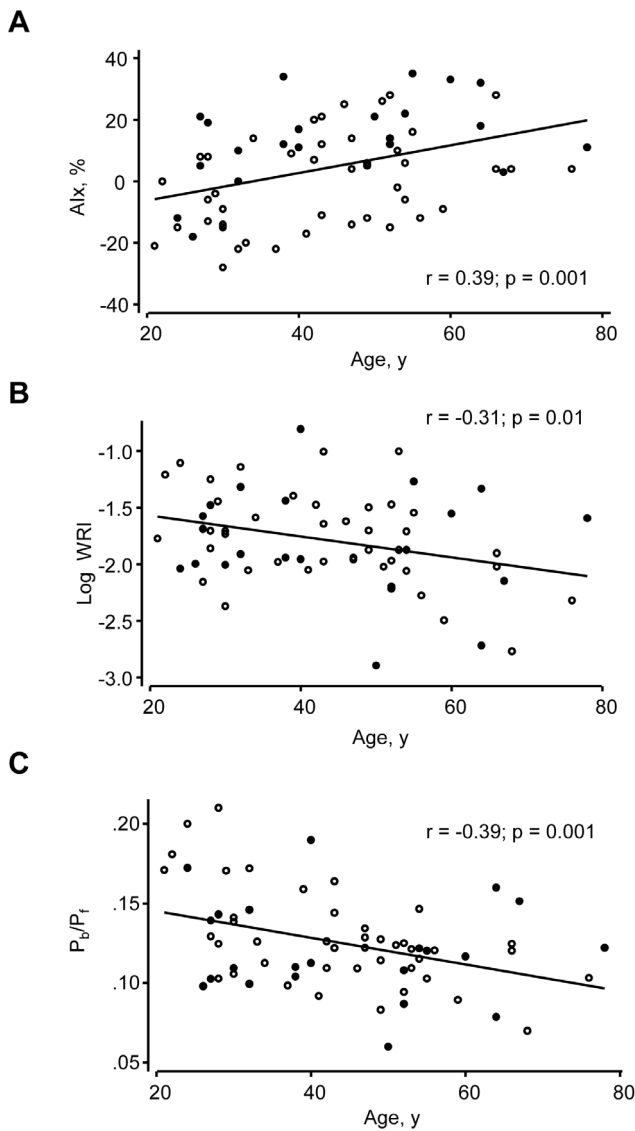 A
40
20
0
-20
-40
AIx, %
r = 0.39; p = 0.001
20 40 60 80
Age, y
B
r = -0.31; p = 0.01
-1.0
-1.5
-2.0
-2.5
-3.0
Log WRI
20 40 60 80
Age, y
C
.20
.15
.10
.05
Pb/Pf
r = -0.39; p = 0.001
20 40 60 80
Age, y